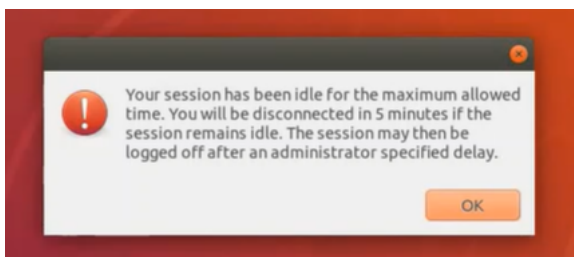 Your session has been idle for the maximum allowed
time. You will be disconnected in 5 minutes if the
session remains idle. The session may then be
logged off after an administrator specified delay.
OK